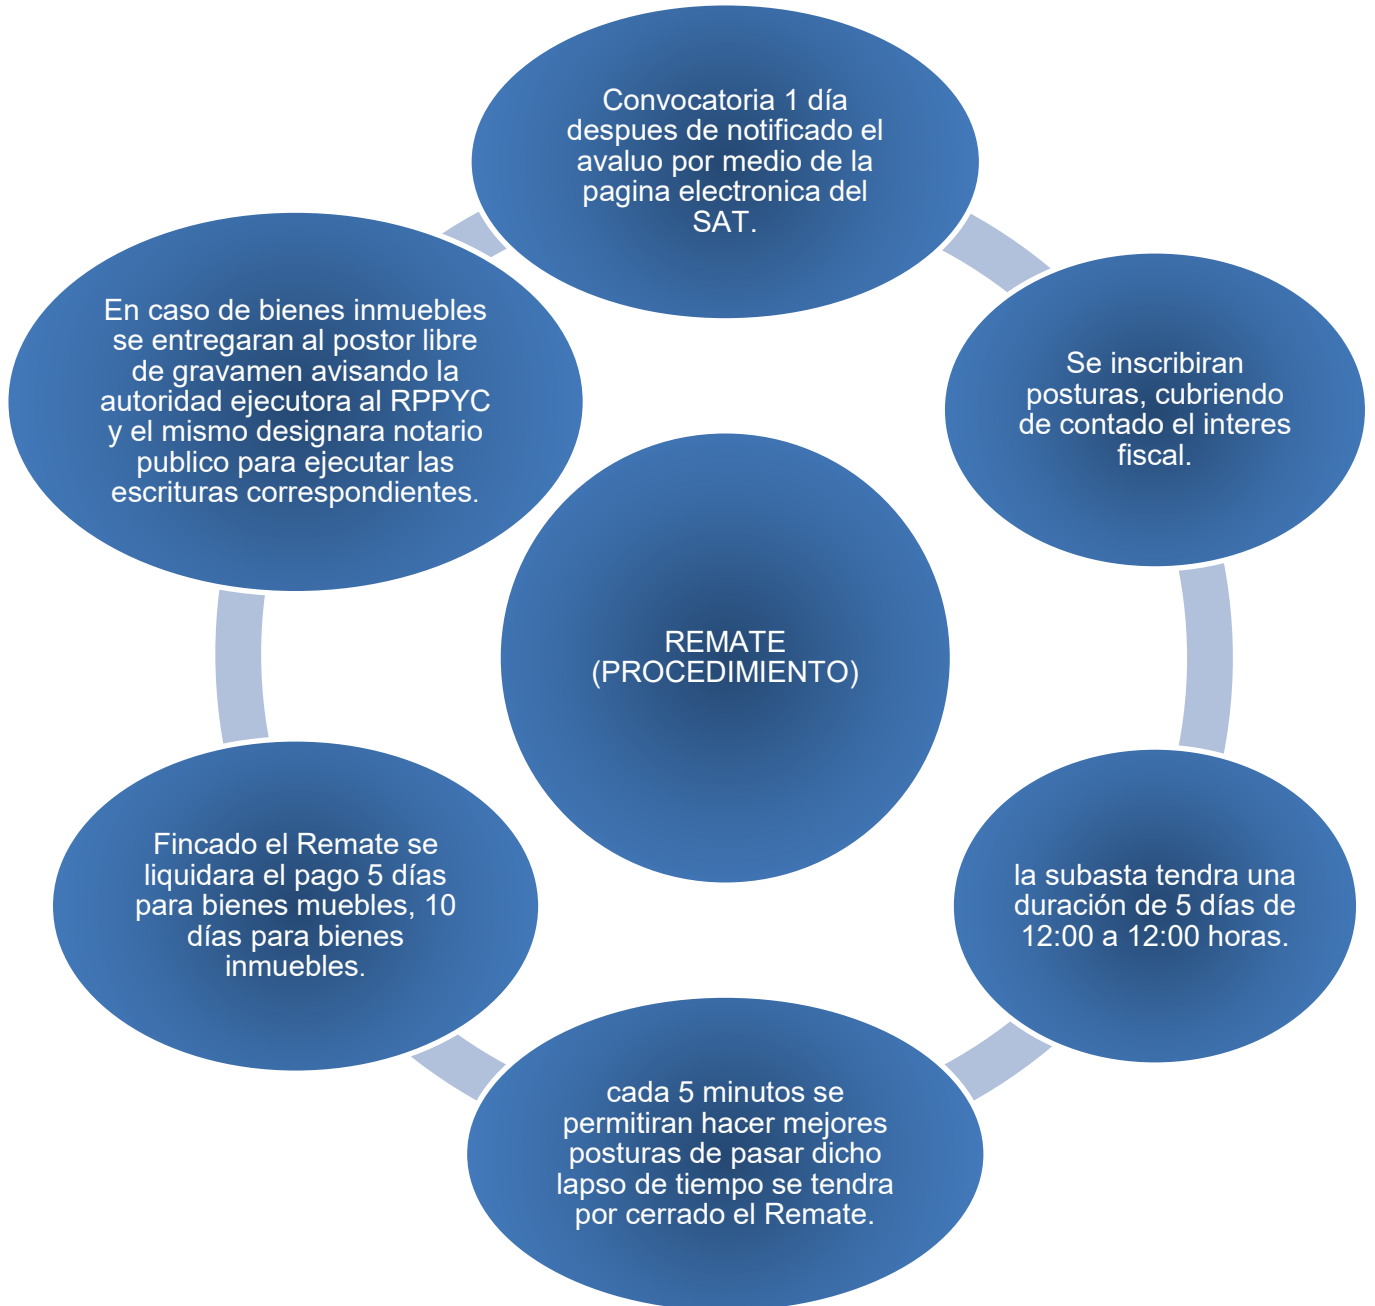 Convocatoria 1 día
despues de notificado el
avaluo por medio de la
pagina electronica del
SAT.
Se inscribiran
posturas, cubriendo
de contado el interes
fiscal.
la subasta tendra una
duración de 5 días de
12:00 a 12:00 horas.
cada 5 minutos se
permitiran hacer mejores
posturas de pasar dicho
lapso de tiempo se tendra
por cerrado el Remate.
Fincado el Remate se
liquidara el pago 5 días
para bienes muebles, 10
días para bienes
inmuebles.
En caso de bienes inmuebles
se entregaran al postor libre
de gravamen avisando la
autoridad ejecutora al RPPYC
y el mismo designara notario
publico para ejecutar las
escrituras correspondientes.
REMATE
(PROCEDIMIENTO)